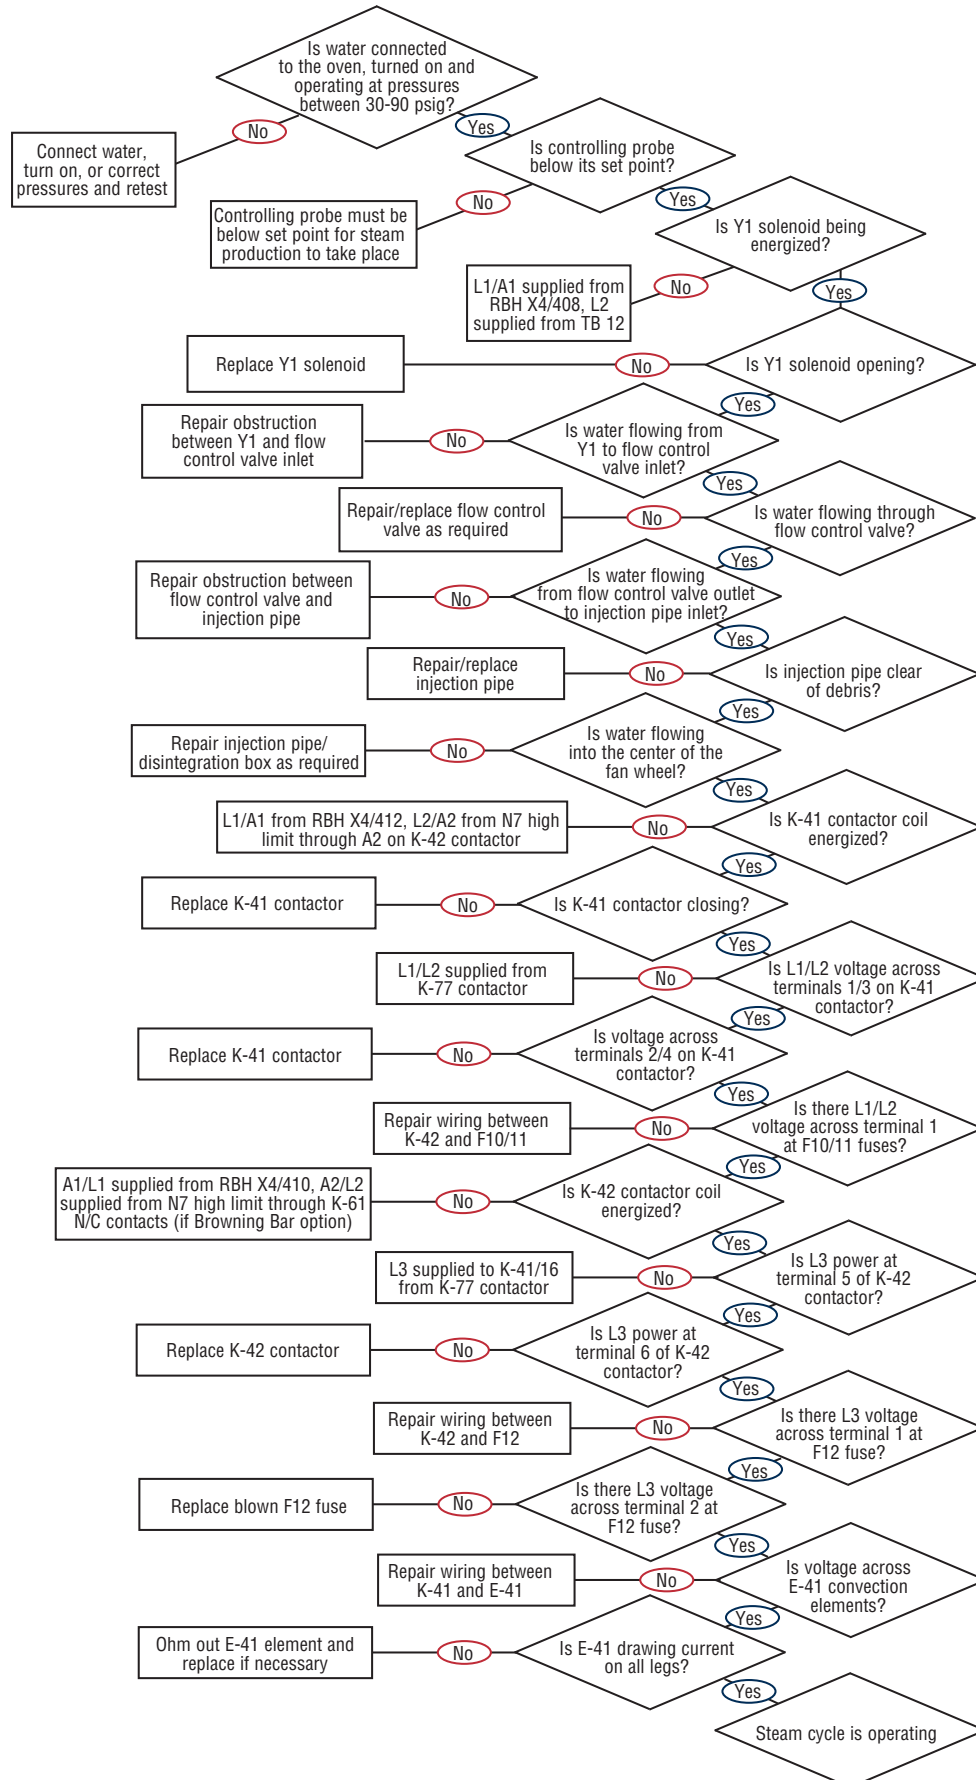 Is water connected
to the oven, turned on and
operating at pressures
between 30-90 psig?
No
Yes
Connect water,
turn on, or correct
pressures and retest
Is controlling probe
below its set point?
No
Yes
Controlling probe must be
below set point for steam
production to take place
Is Y1 solenoid being
energized?
No
Yes
L1/A1 supplied from
RBH X4/408, L2
supplied from TB 12
Is Y1 solenoid opening?
No
Replace Y1 solenoid
Yes
Is water flowing from
Y1 to flow control
valve inlet?
No
Repair obstruction
between Y1 and flow
control valve inlet
Yes
Is water flowing through
flow control valve?
No
Repair/replace flow control
valve as required
Yes
Is water flowing
from flow control valve outlet
to injection pipe inlet?
No
Repair obstruction between
flow control valve and
injection pipe
Yes
Is injection pipe clear
of debris?
No
Repair/replace
injection pipe
Yes
Is water flowing
into the center of the
fan wheel?
No
Repair injection pipe/
disintegration box as required
Yes
Is K-41 contactor coil
energized?
No
L1/A1 from RBH X4/412, L2/A2 from N7 high
limit through A2 on K-42 contactor
Yes
Is K-41 contactor closing?
No
Replace K-41 contactor
Yes
Is L1/L2 voltage across
terminals 1/3 on K-41
contactor?
No
L1/L2 supplied from
K-77 contactor
Yes
Is voltage across
terminals 2/4 on K-41
contactor?
No
Replace K-41 contactor
Yes
Is there L1/L2
voltage across terminal 1
at F10/11 fuses?
No
Repair wiring between
K-42 and F10/11
Yes
Is K-42 contactor coil
energized?
No
A1/L1 supplied from RBH X4/410, A2/L2
supplied from N7 high limit through K-61
N/C contacts (if Browning Bar option)
Yes
Is L3 power at
terminal 5 of K-42
contactor?
No
L3 supplied to K-41/16
from K-77 contactor
Yes
Is L3 power at
terminal 6 of K-42
contactor?
No
Replace K-42 contactor
Yes
Is there L3 voltage
across terminal 1 at
F12 fuse?
No
Repair wiring between
K-42 and F12
Yes
Is there L3 voltage
across terminal 2 at
F12 fuse?
No
Replace blown F12 fuse
Yes
Is voltage across
E-41 convection
elements?
No
Repair wiring between
K-41 and E-41
Yes
Is E-41 drawing current
on all legs?
No
Ohm out E-41 element and
replace if necessary
Yes
Steam cycle is operating